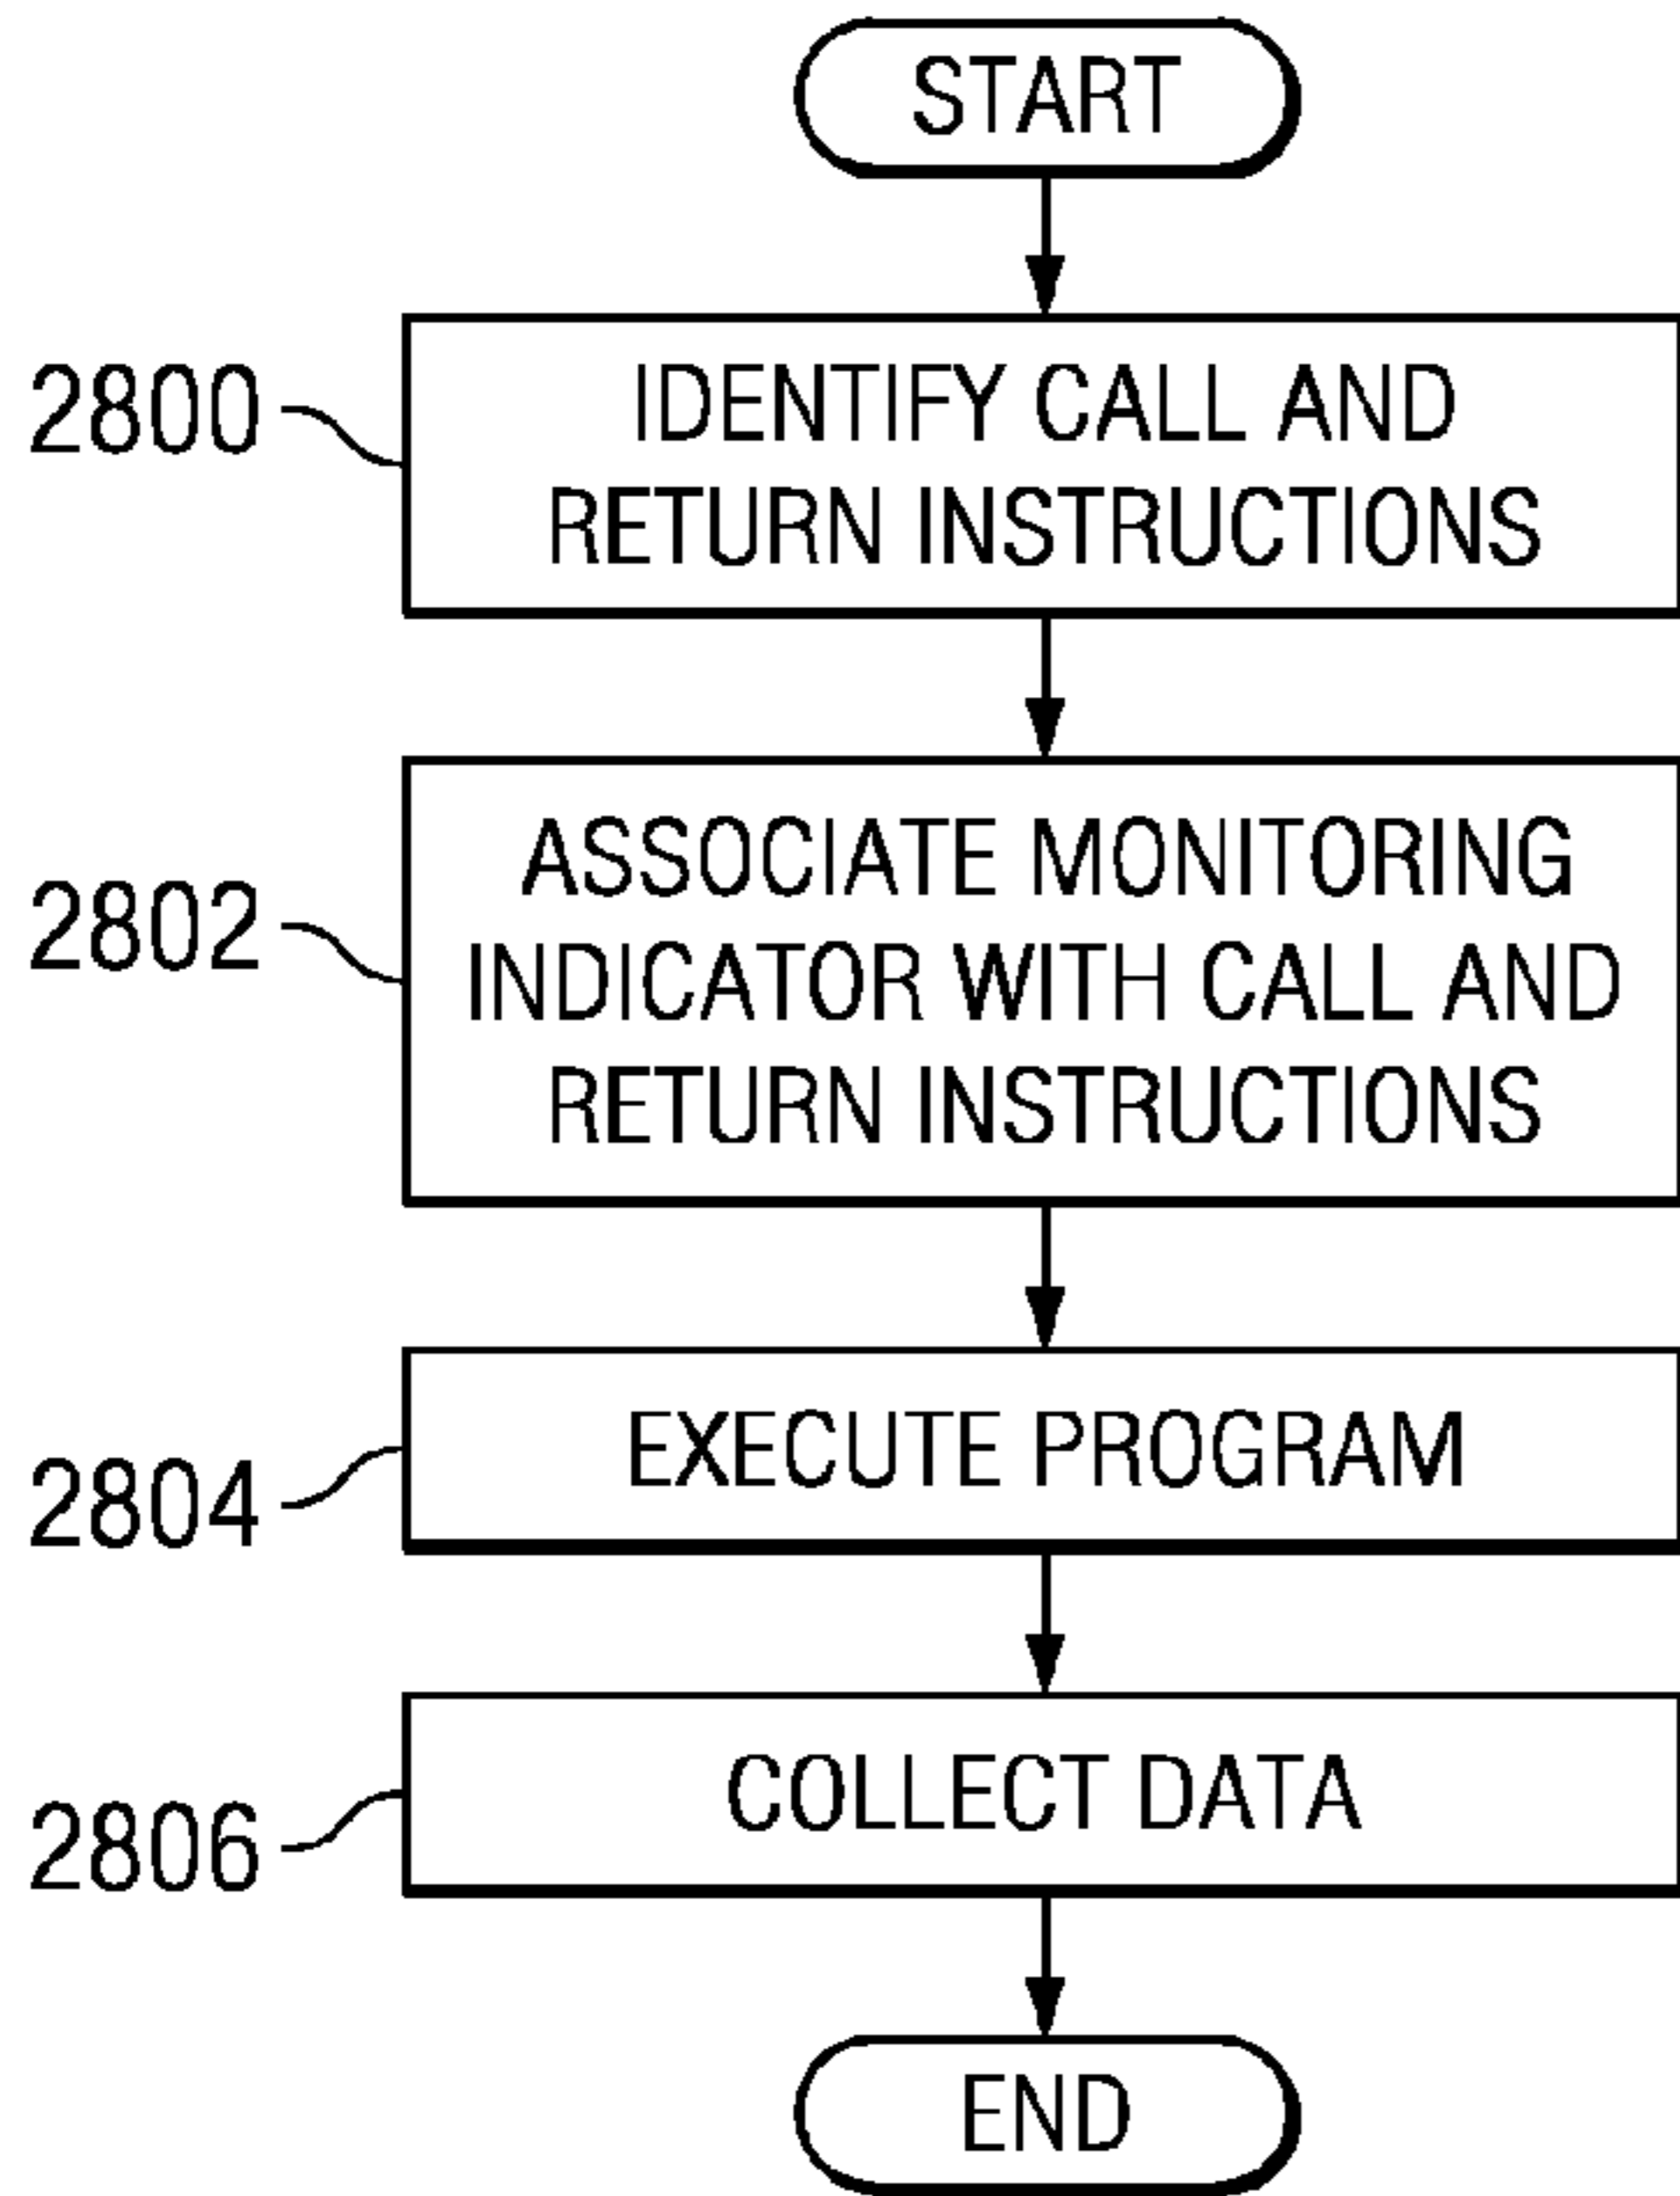 START
2800
IDENTIFY CALL AND
RETURN INSTRUCTIONS
2802
ASSOCIATE MONITORING
INDICATOR WITH CALL AND
RETURN INSTRUCTIONS
2804
EXECUTE PROGRAM
2806
COLLECT DATA
END